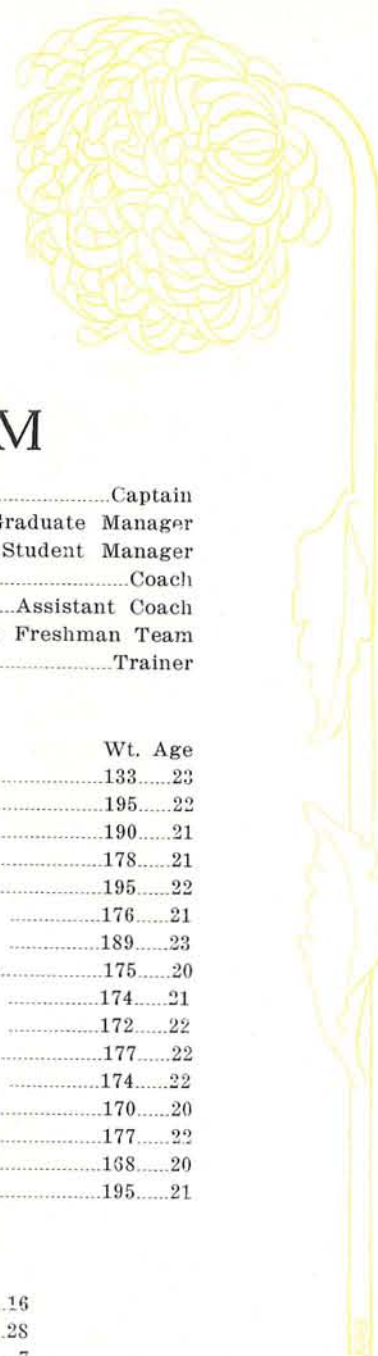 M
Captain
Graduate Manager
Student Manager
Coach
Assistant Coach
Freshman Team
Trainer
Wt. Age
133 23
195 22
190 21
178 21
195 22
176 21
189 23
175 20
174 21
172 22
177 22
174 22
170 20
177 22
168 20
195 21
16
28